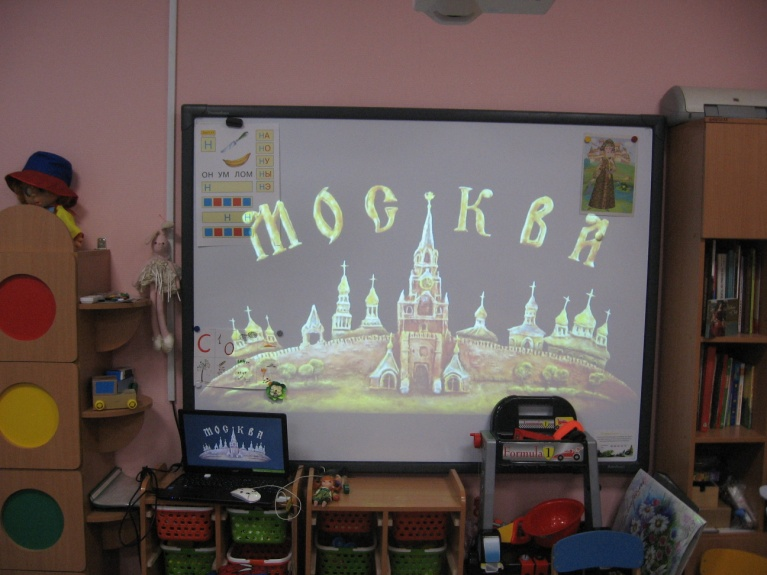 Н
НА
НО
НУ
НЫ
НЭ
ОН УМ ЛОМ
Н
Н
МОСКВА
С
О
МОСКВА
Formula 1